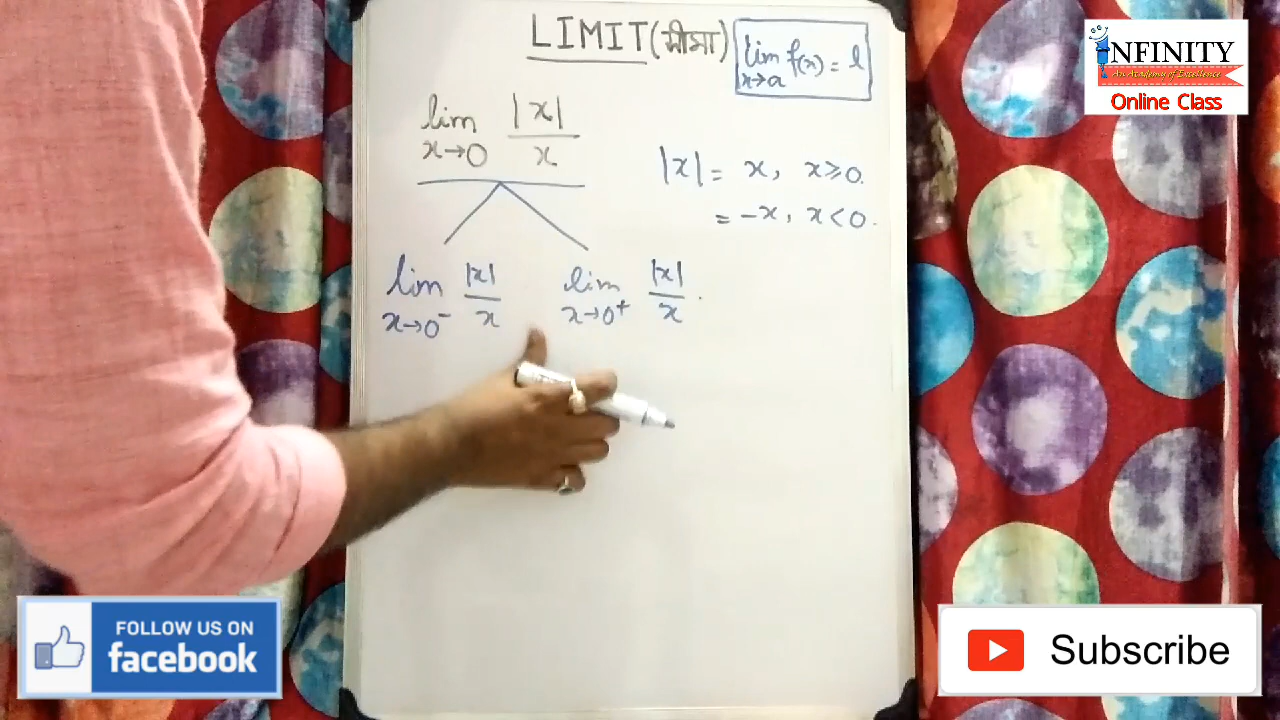 LIMIT (सीमा)
lim x→a f(x) = l
lim x→0 |x|/x
|x| = x, x ≥ 0.
= -x, x < 0.
lim x→0⁻ |x|/x
lim x→0⁺ |x|/x .
INFINITY
An Academy of Excellence
Online Class
FOLLOW US ON
facebook
Subscribe